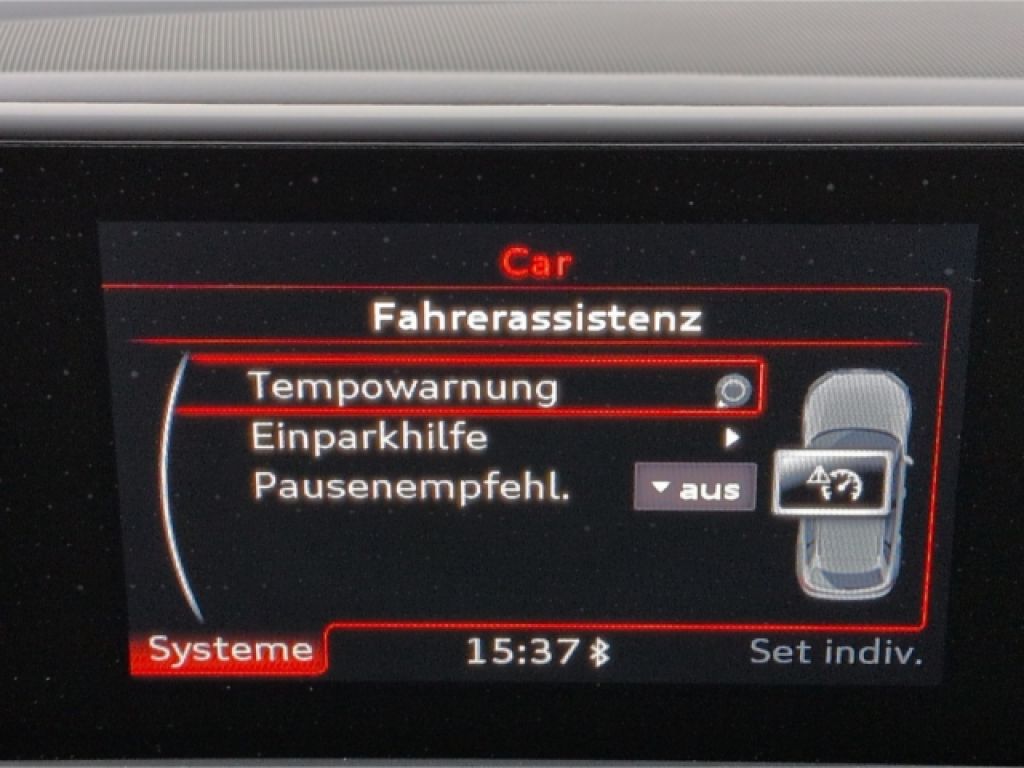 Car
Fahrerassistenz
Tempowarnung
Einparkhilfe
Pausenempfehl. aus
Systeme 15:37 Set indiv.